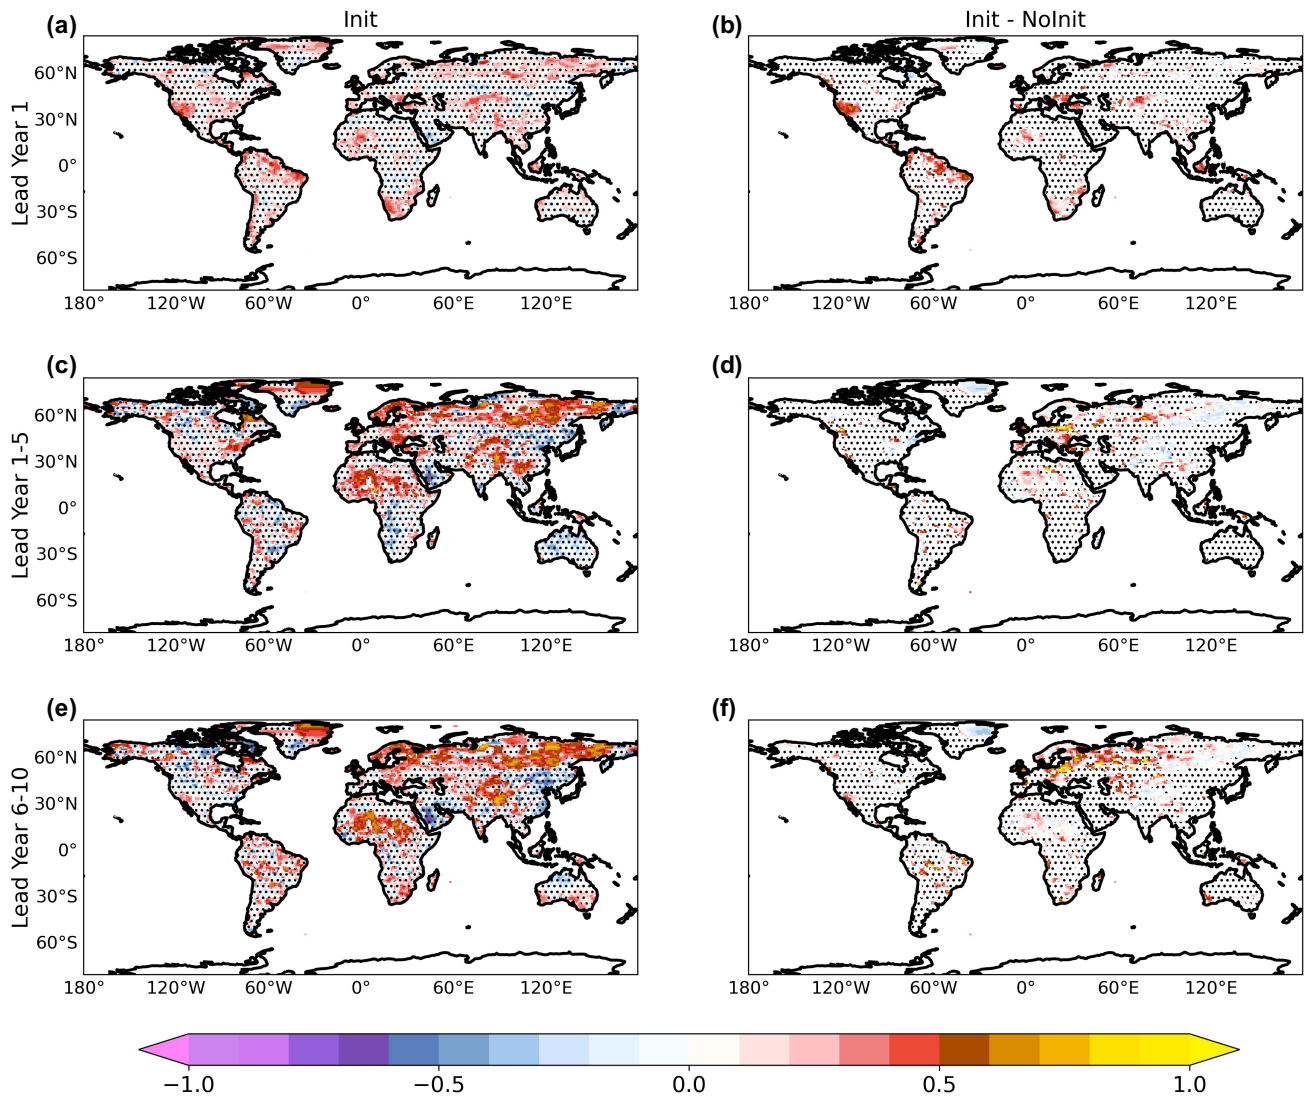 (a) Init (b) Init - NoInit
Lead Year 1
60°N
30°N
0°
30°S
60°S
180° 120°W 60°W 0° 60°E 120°E 180° 120°W 60°W 0° 60°E 120°E
(c) (d)
Lead Year 1-5
60°N
30°N
0°
30°S
60°S
180° 120°W 60°W 0° 60°E 120°E 180° 120°W 60°W 0° 60°E 120°E
(e) (f)
Lead Year 6-10
60°N
30°N
0°
30°S
60°S
180° 120°W 60°W 0° 60°E 120°E 180° 120°W 60°W 0° 60°E 120°E
−1.0 −0.5 0.0 0.5 1.0